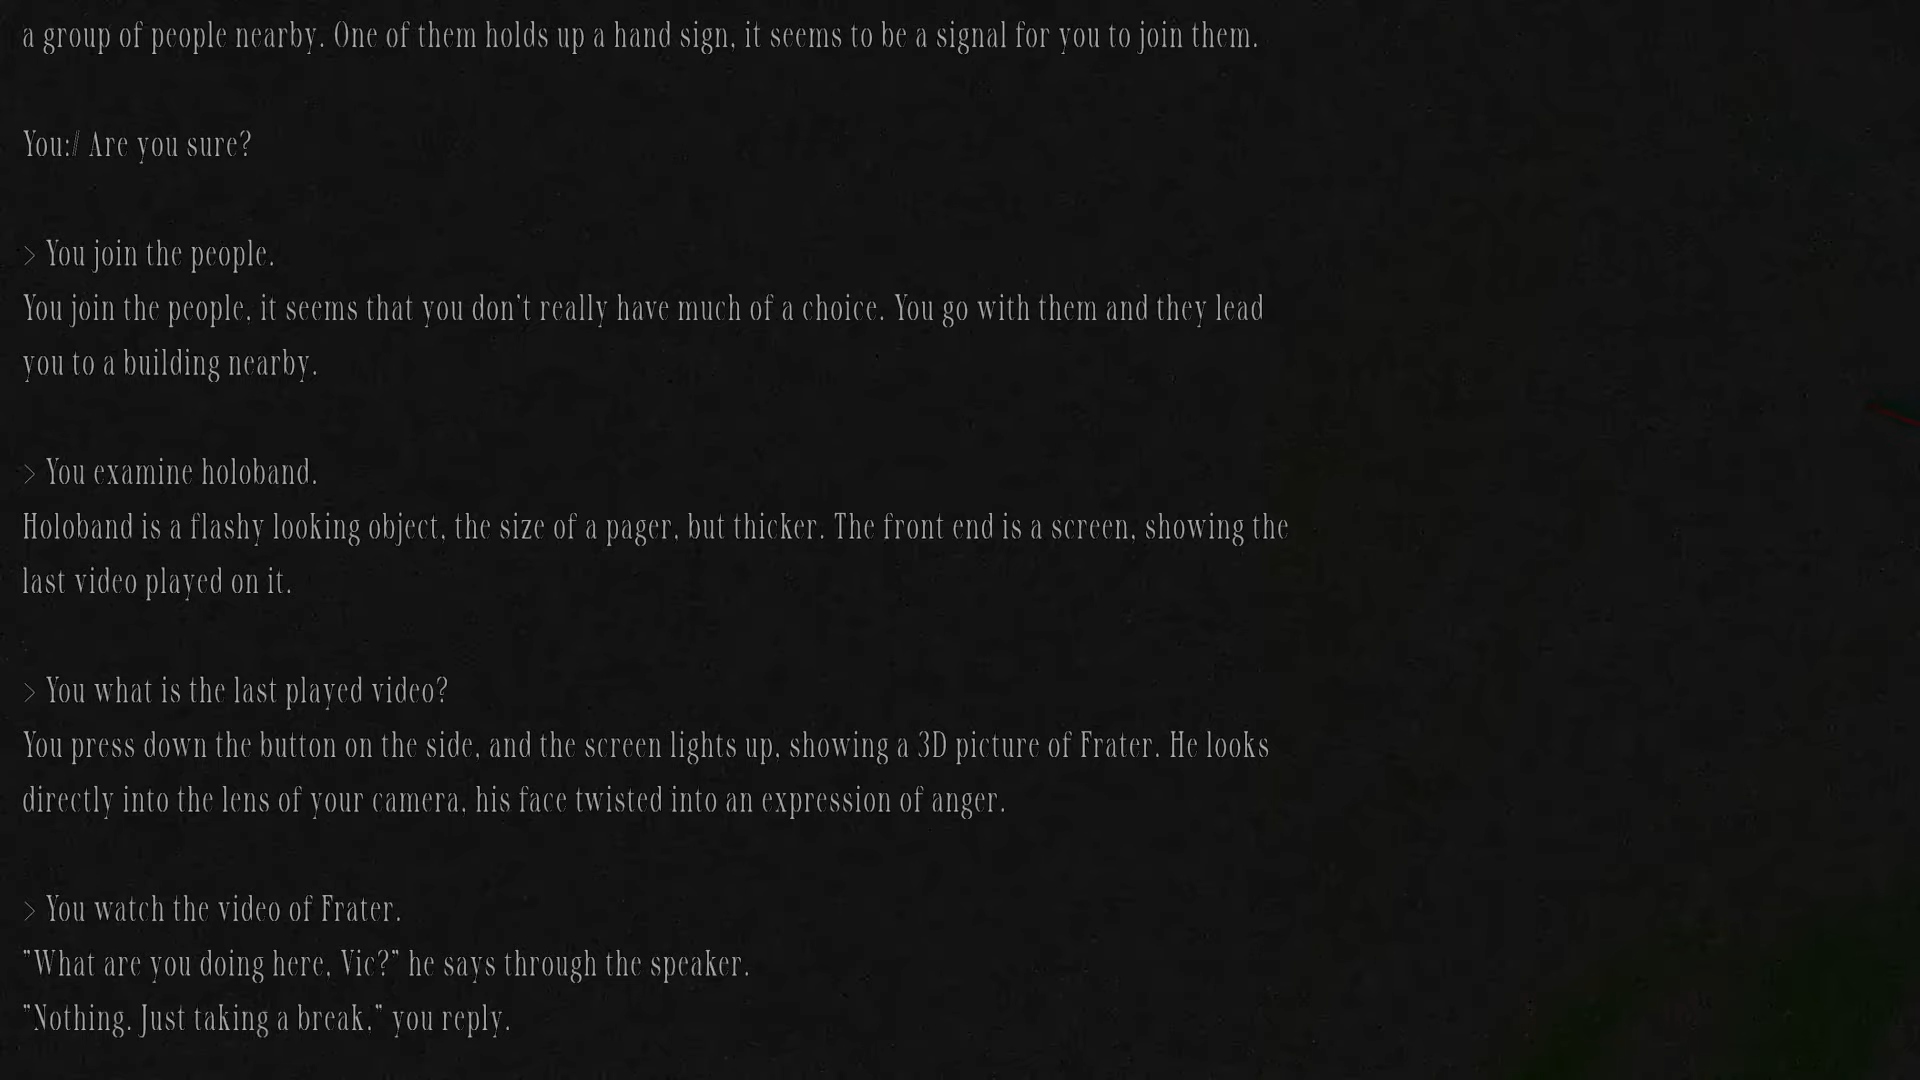 a group of people nearby. One of them holds up a hand sign, it seems to be a signal for you to join them.
You:// Are you sure?
> You join the people.
You join the people, it seems that you don't really have much of a choice. You go with them and they lead
you to a building nearby.
> You examine holoband.
Holoband is a flashy looking object, the size of a pager, but thicker. The front end is a screen, showing the
last video played on it.
> You what is the last played video?
You press down the button on the side, and the screen lights up, showing a 3D picture of Frater. He looks
directly into the lens of your camera, his face twisted into an expression of anger.
> You watch the video of Frater.
"What are you doing here, Vic?" he says through the speaker.
"Nothing. Just taking a break," you reply.